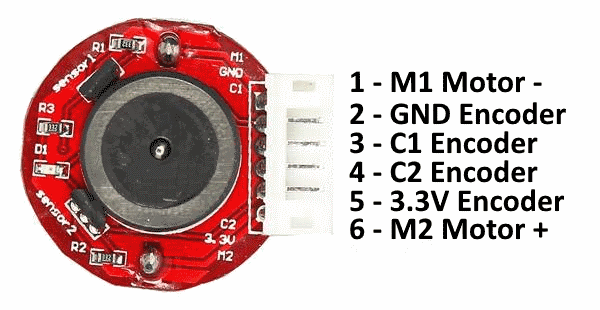 R1
M1
GND
sensor1
C1
R3
D1
sensor2
C2
3.3V
R2
M2
1 - M1 Motor -
2 - GND Encoder
3 - C1 Encoder
4 - C2 Encoder
5 - 3.3V Encoder
6 - M2 Motor +